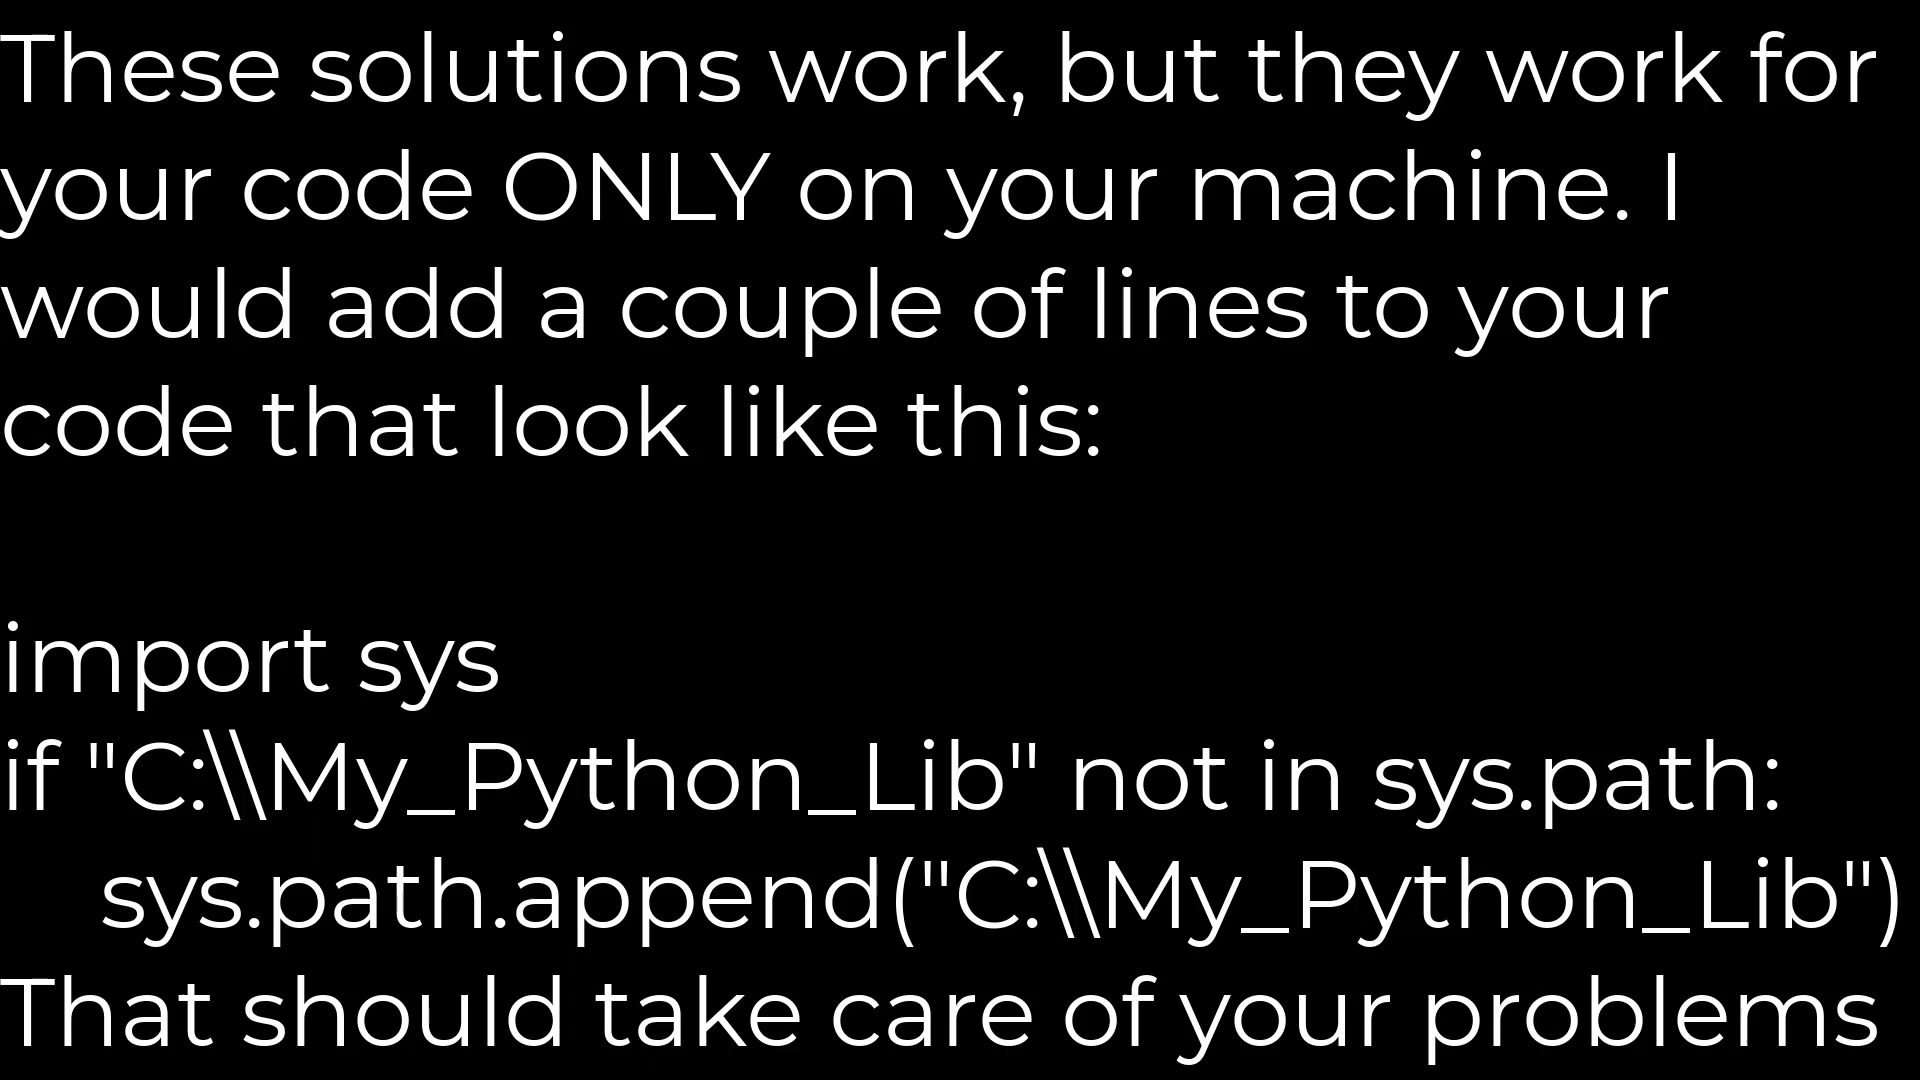 These solutions work, but they work for
your code ONLY on your machine. I
would add a couple of lines to your
code that look like this:
import sys
if "C:\\My_Python_Lib" not in sys.path:
    sys.path.append("C:\\My_Python_Lib")
That should take care of your problems